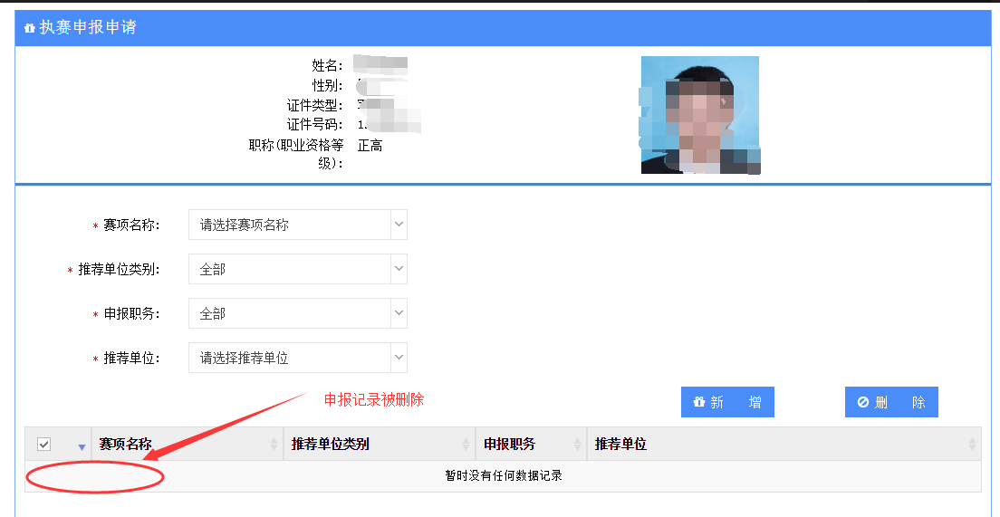 执赛申报申请
姓名:
性别:
证件类型:
证件号码: 1
职称(职业资格等 正高
级):
* 赛项名称: 请选择赛项名称
* 推荐单位类别: 全部
* 申报职务: 全部
* 推荐单位: 请选择推荐单位
申报记录被删除
新 增
删 除
赛项名称 推荐单位类别 申报职务 推荐单位
暂时没有任何数据记录